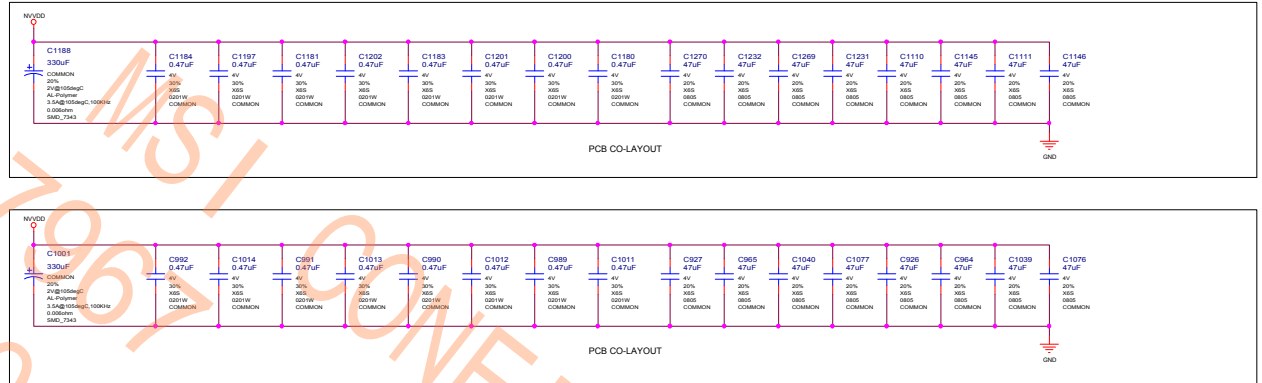 NVVDD
C1188
330uF
COMMON
20%
2V@105degC
AL-Polymer
3.5A@105degC,100KHz
0.006ohm
SMD_7343
C1184
0.47uF
4V
30%
X6S
0201W
COMMON
C1197
0.47uF
4V
30%
X6S
0201W
COMMON
C1181
0.47uF
4V
30%
X6S
0201W
COMMON
C1202
0.47uF
4V
30%
X6S
0201W
COMMON
C1183
0.47uF
4V
30%
X6S
0201W
COMMON
C1201
0.47uF
4V
30%
X6S
0201W
COMMON
C1200
0.47uF
4V
30%
X6S
0201W
COMMON
C1180
0.47uF
4V
30%
X6S
0201W
COMMON
C1270
47uF
4V
20%
X6S
0805
COMMON
C1232
47uF
4V
20%
X6S
0805
COMMON
C1269
47uF
4V
20%
X6S
0805
COMMON
C1231
47uF
4V
20%
X6S
0805
COMMON
C1110
47uF
4V
20%
X6S
0805
COMMON
C1145
47uF
4V
20%
X6S
0805
COMMON
C1111
47uF
4V
20%
X6S
0805
COMMON
C1146
47uF
4V
20%
X6S
0805
COMMON
PCB CO-LAYOUT
GND
NVVDD
C1001
330uF
COMMON
20%
2V@105degC
AL-Polymer
3.5A@105degC,100KHz
0.006ohm
SMD_7343
C992
0.47uF
4V
30%
X6S
0201W
COMMON
C1014
0.47uF
4V
30%
X6S
0201W
COMMON
C991
0.47uF
4V
30%
X6S
0201W
COMMON
C1013
0.47uF
4V
30%
X6S
0201W
COMMON
C990
0.47uF
4V
30%
X6S
0201W
COMMON
C1012
0.47uF
4V
30%
X6S
0201W
COMMON
C989
0.47uF
4V
30%
X6S
0201W
COMMON
C1011
0.47uF
4V
30%
X6S
0201W
COMMON
C927
47uF
4V
20%
X6S
0805
COMMON
C965
47uF
4V
20%
X6S
0805
COMMON
C1040
47uF
4V
20%
X6S
0805
COMMON
C1077
47uF
4V
20%
X6S
0805
COMMON
C926
47uF
4V
20%
X6S
0805
COMMON
C964
47uF
4V
20%
X6S
0805
COMMON
C1039
47uF
4V
20%
X6S
0805
COMMON
C1076
47uF
4V
20%
X6S
0805
COMMON
PCB CO-LAYOUT
GND
MSI CONF
7967